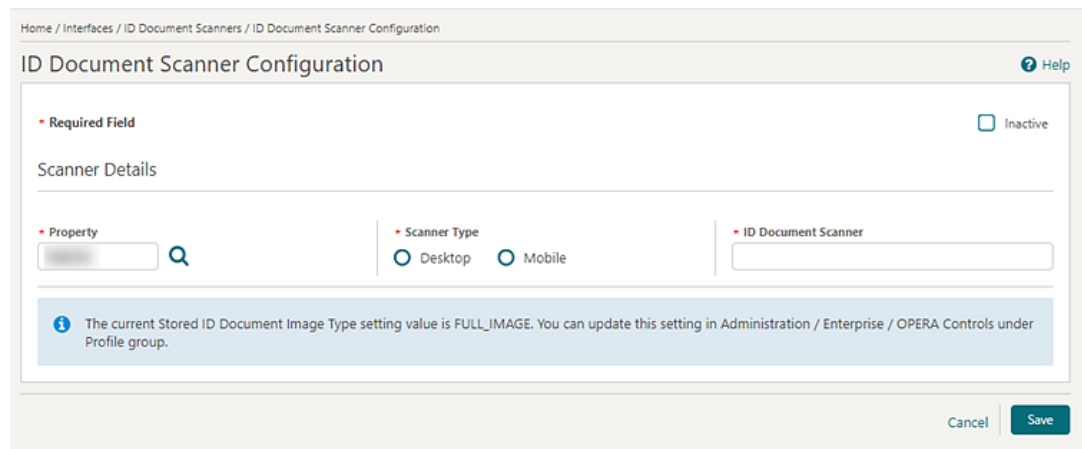 Home / Interfaces / ID Document Scanners / ID Document Scanner Configuration
ID Document Scanner Configuration
Help
* Required Field
Inactive
Scanner Details
* Property
* Scanner Type
* ID Document Scanner
Desktop
Mobile
The current Stored ID Document Image Type setting value is FULL_IMAGE. You can update this setting in Administration / Enterprise / OPERA Controls under
Profile group.
Cancel
Save